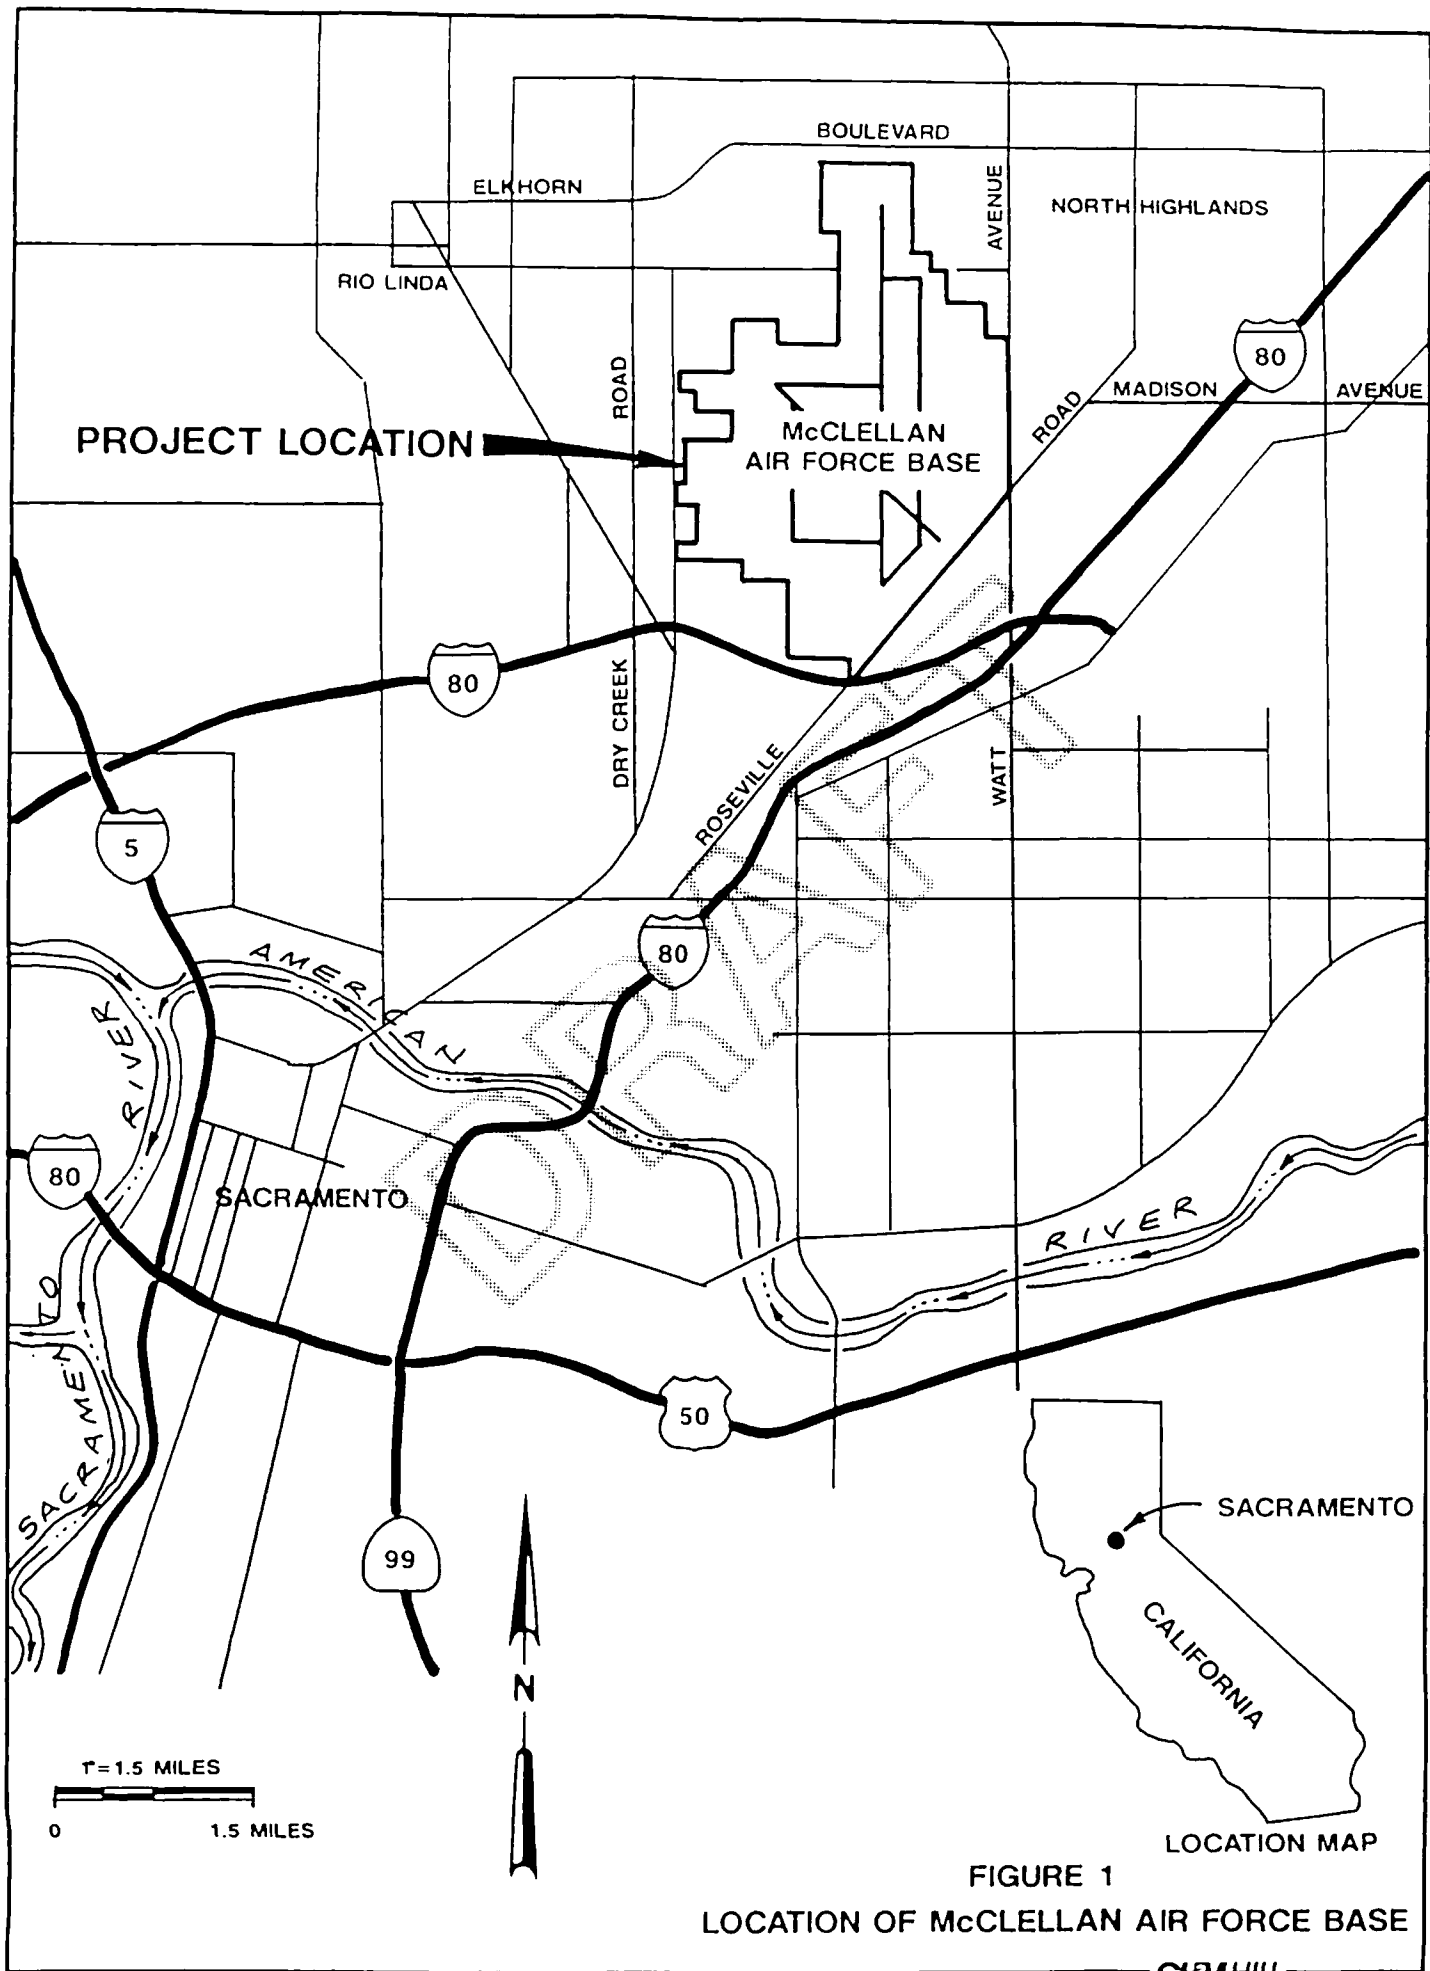 BOULEVARD
ELKHORN
AVENUE
NORTH HIGHLANDS
RIO LINDA
80
ROAD
MADISON
AVENUE
ROAD
PROJECT LOCATION
McCLELLAN
AIR FORCE BASE
80
DRY CREEK
ROSEVILLE
WATT
5
80
AMERICAN
RIVER
DRAFT
80
SACRAMENTO
RIVER
SACRAMENTO
50
99
SACRAMENTO
CALIFORNIA
N
1"=1.5 MILES
0 1.5 MILES
LOCATION MAP
FIGURE 1
LOCATION OF McCLELLAN AIR FORCE BASE